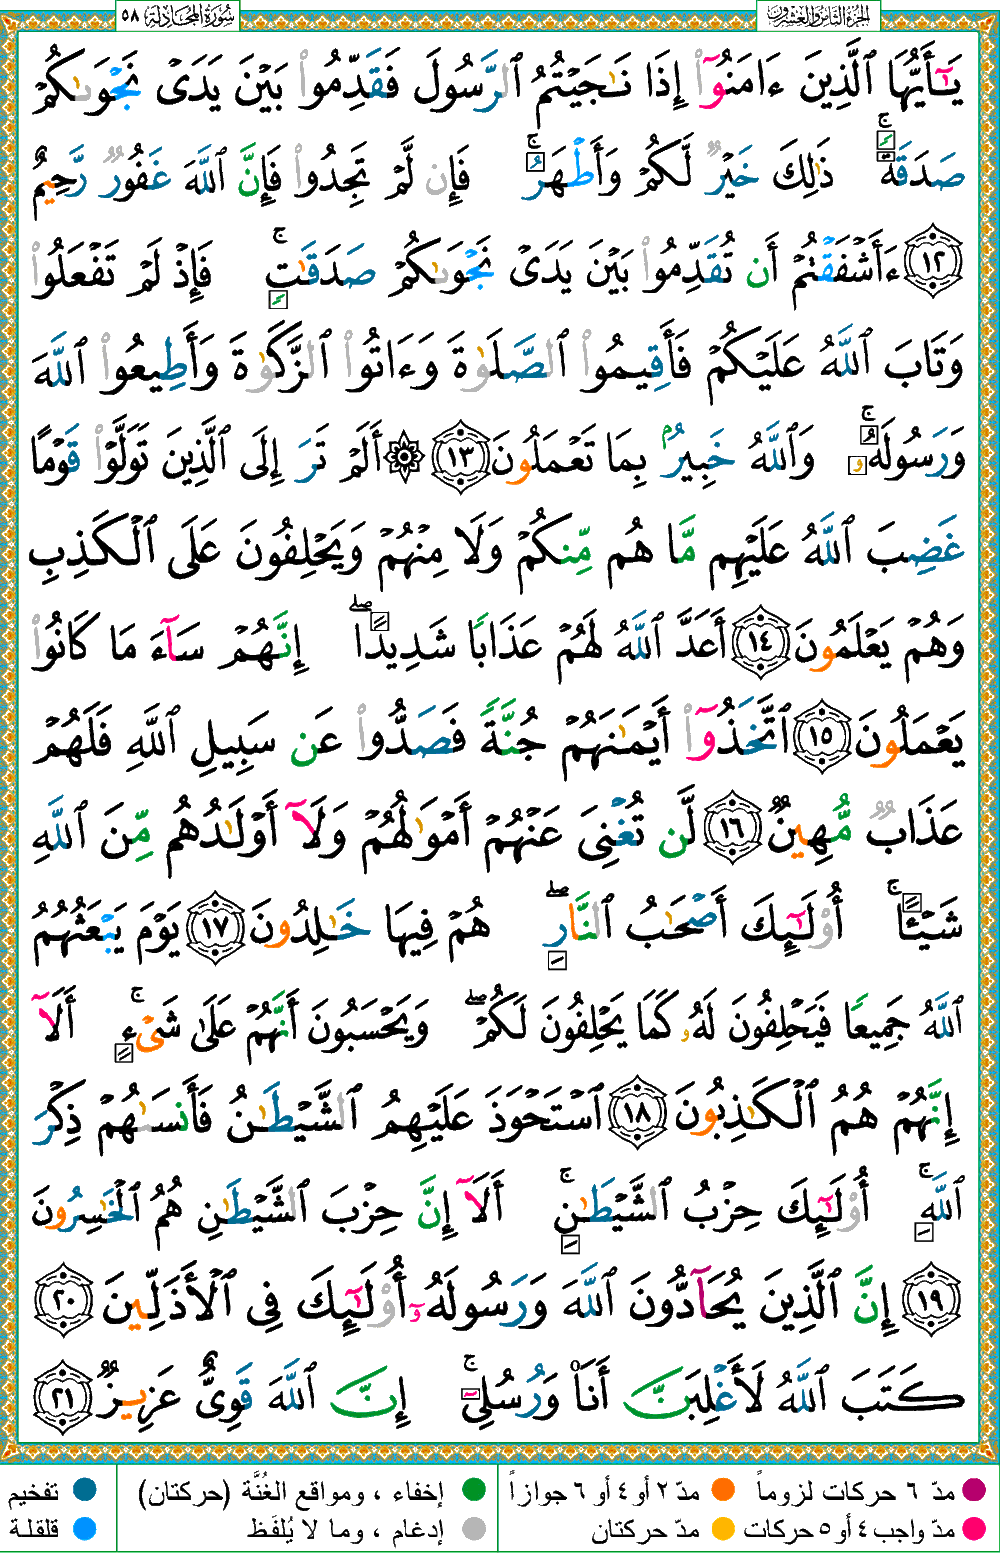 الجزء الثامن والعشرون
سورة المجادلة ٥٨
يَـٰٓأَيُّهَا ٱلَّذِينَ ءَامَنُوٓا۟ إِذَا نَـٰجَيْتُمُ ٱلرَّسُولَ فَقَدِّمُوا۟ بَيْنَ يَدَىْ نَجْوَىٰكُمْ
صَدَقَةً ۚ ذَٰلِكَ خَيْرٌ لَّكُمْ وَأَطْهَرُ ۚ فَإِن لَّمْ تَجِدُوا۟ فَإِنَّ ٱللَّهَ غَفُورٌ رَّحِيمٌ
١٢ ءَأَشْفَقْتُمْ أَن تُقَدِّمُوا۟ بَيْنَ يَدَىْ نَجْوَىٰكُمْ صَدَقَـٰتٍ ۚ فَإِذْ لَمْ تَفْعَلُوا۟
وَتَابَ ٱللَّهُ عَلَيْكُمْ فَأَقِيمُوا۟ ٱلصَّلَوٰةَ وَءَاتُوا۟ ٱلزَّكَوٰةَ وَأَطِيعُوا۟ ٱللَّهَ
وَرَسُولَهُۥ ۚ وَٱللَّهُ خَبِيرٌۢ بِمَا تَعْمَلُونَ ١٣ ۞ أَلَمْ تَرَ إِلَى ٱلَّذِينَ تَوَلَّوْا۟ قَوْمًا
غَضِبَ ٱللَّهُ عَلَيْهِم مَّا هُم مِّنكُمْ وَلَا مِنْهُمْ وَيَحْلِفُونَ عَلَى ٱلْكَذِبِ
وَهُمْ يَعْلَمُونَ ١٤ أَعَدَّ ٱللَّهُ لَهُمْ عَذَابًا شَدِيدًا ۖ إِنَّهُمْ سَآءَ مَا كَانُوا۟
يَعْمَلُونَ ١٥ ٱتَّخَذُوٓا۟ أَيْمَـٰنَهُمْ جُنَّةً فَصَدُّوا۟ عَن سَبِيلِ ٱللَّهِ فَلَهُمْ
عَذَابٌ مُّهِينٌ ١٦ لَّن تُغْنِىَ عَنْهُمْ أَمْوَٰلُهُمْ وَلَآ أَوْلَـٰدُهُم مِّنَ ٱللَّهِ
شَيْـًٔا ۚ أُو۟لَـٰٓئِكَ أَصْحَـٰبُ ٱلنَّارِ ۖ هُمْ فِيهَا خَـٰلِدُونَ ١٧ يَوْمَ يَبْعَثُهُمُ
ٱللَّهُ جَمِيعًا فَيَحْلِفُونَ لَهُۥ كَمَا يَحْلِفُونَ لَكُمْ ۖ وَيَحْسَبُونَ أَنَّهُمْ عَلَىٰ شَىْءٍ ۚ أَلَآ
إِنَّهُمْ هُمُ ٱلْكَـٰذِبُونَ ١٨ ٱسْتَحْوَذَ عَلَيْهِمُ ٱلشَّيْطَـٰنُ فَأَنسَىٰهُمْ ذِكْرَ
ٱللَّهِ ۚ أُو۟لَـٰٓئِكَ حِزْبُ ٱلشَّيْطَـٰنِ ۚ أَلَآ إِنَّ حِزْبَ ٱلشَّيْطَـٰنِ هُمُ ٱلْخَـٰسِرُونَ
١٩ إِنَّ ٱلَّذِينَ يُحَآدُّونَ ٱللَّهَ وَرَسُولَهُۥٓ أُو۟لَـٰٓئِكَ فِى ٱلْأَذَلِّينَ ٢٠
كَتَبَ ٱللَّهُ لَأَغْلِبَنَّ أَنَا۠ وَرُسُلِىٓ ۚ إِنَّ ٱللَّهَ قَوِىٌّ عَزِيزٌ ٢١
مدّ ٦ حركات لزوماً مدّ ٢ أو ٤ أو ٦ جوازاً إخفاء ، ومواقع الغُنَّة (حركتان) تفخيم
مدّ واجب ٤ أو ٥ حركات مدّ حركتان إدغام ، وما لا يُلفَظ قلقلة